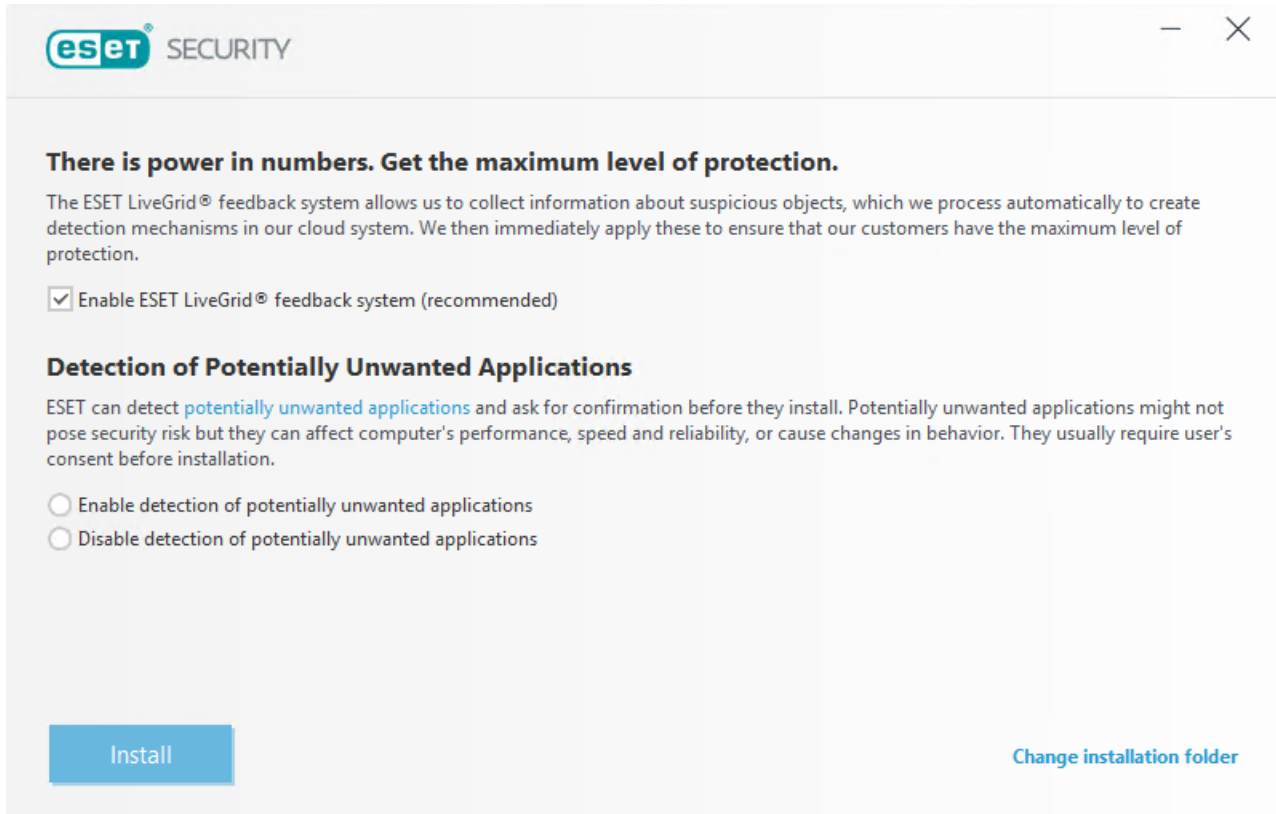 eset® SECURITY
There is power in numbers. Get the maximum level of protection.
The ESET LiveGrid® feedback system allows us to collect information about suspicious objects, which we process automatically to create
detection mechanisms in our cloud system. We then immediately apply these to ensure that our customers have the maximum level of
protection.
Enable ESET LiveGrid® feedback system (recommended)
Detection of Potentially Unwanted Applications
ESET can detect potentially unwanted applications and ask for confirmation before they install. Potentially unwanted applications might not
pose security risk but they can affect computer's performance, speed and reliability, or cause changes in behavior. They usually require user's
consent before installation.
Enable detection of potentially unwanted applications
Disable detection of potentially unwanted applications
Install
Change installation folder